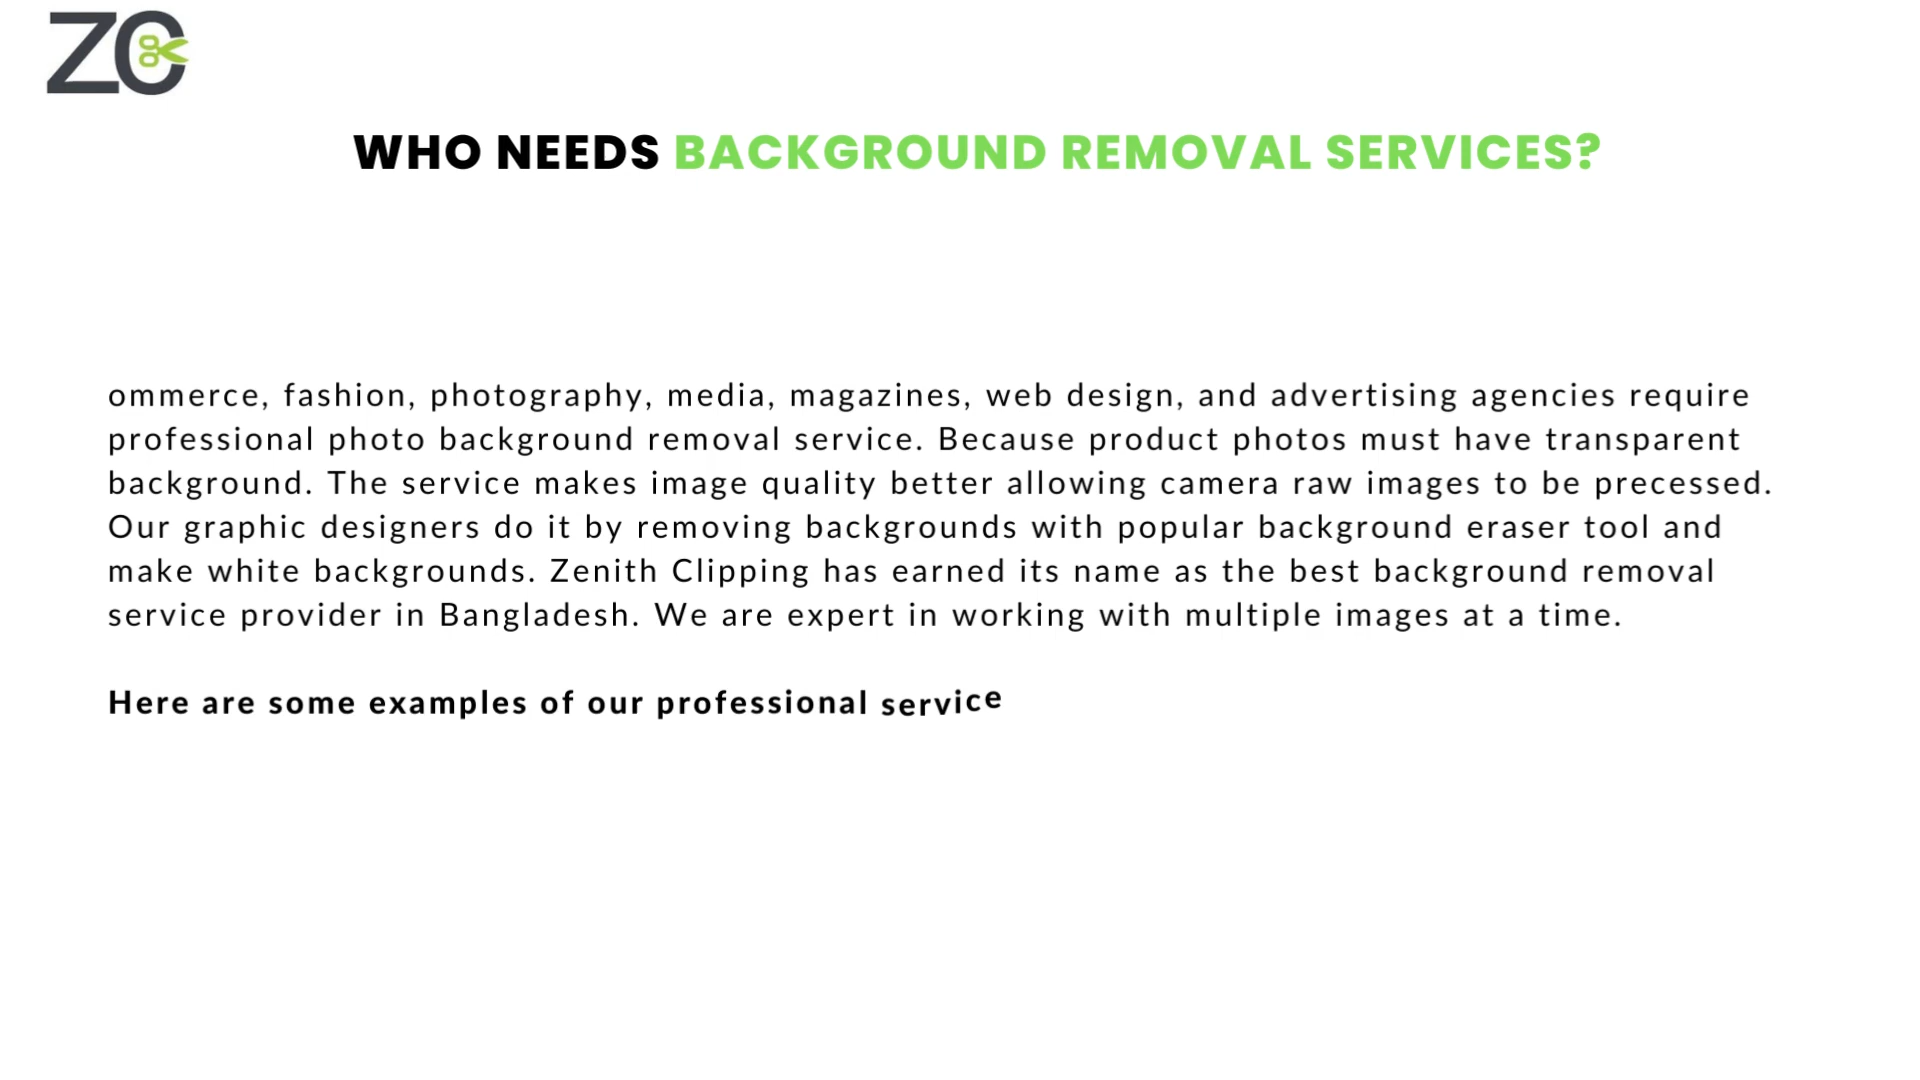 ZC
WHO NEEDS BACKGROUND REMOVAL SERVICES?
ommerce, fashion, photography, media, magazines, web design, and advertising agencies require
professional photo background removal service. Because product photos must have transparent
background. The service makes image quality better allowing camera raw images to be precessed.
Our graphic designers do it by removing backgrounds with popular background eraser tool and
make white backgrounds. Zenith Clipping has earned its name as the best background removal
service provider in Bangladesh. We are expert in working with multiple images at a time.
Here are some examples of our professional service